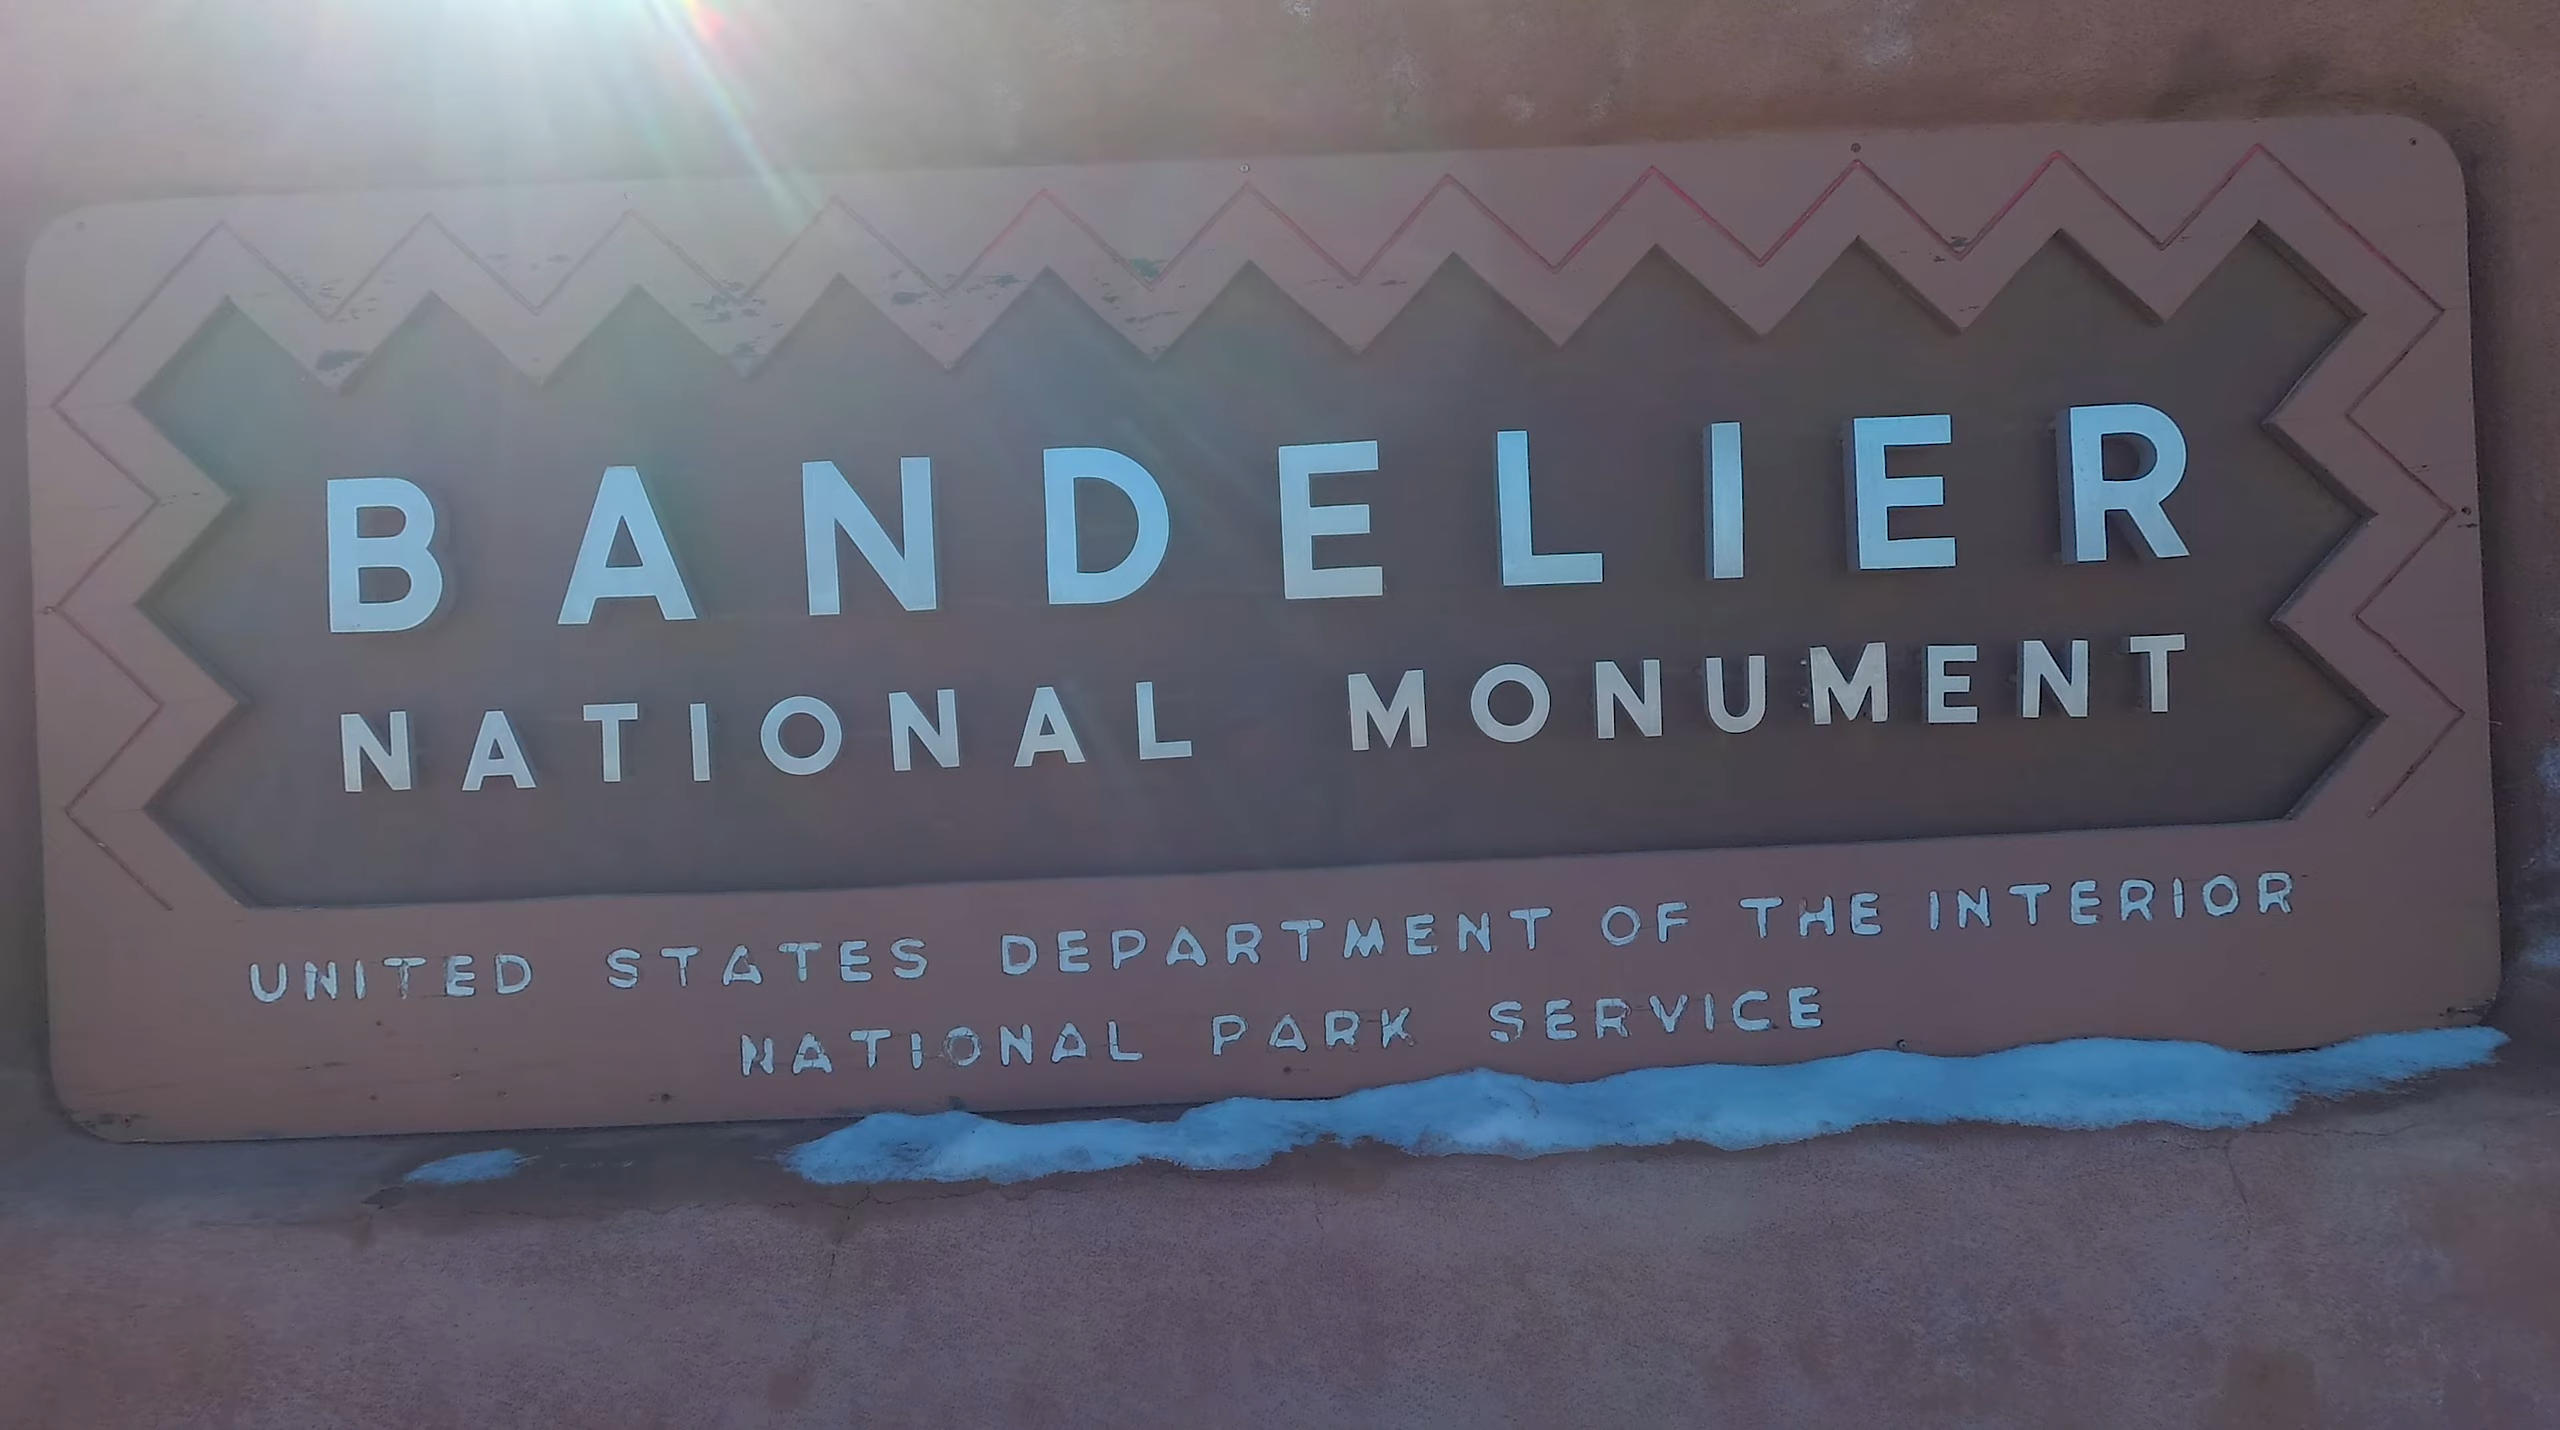 BANDELIER
NATIONAL MONUMENT
UNITED STATES DEPARTMENT OF THE INTERIOR
NATIONAL PARK SERVICE